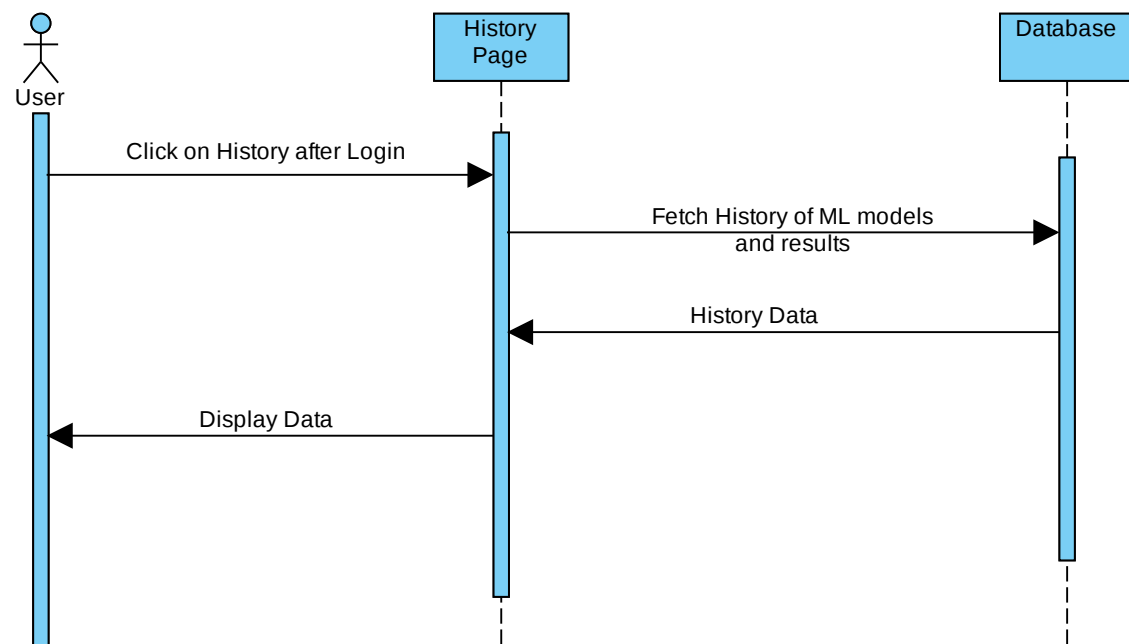 History
Page
Database
User
Click on History after Login
Fetch History of ML models
and results
History Data
Display Data